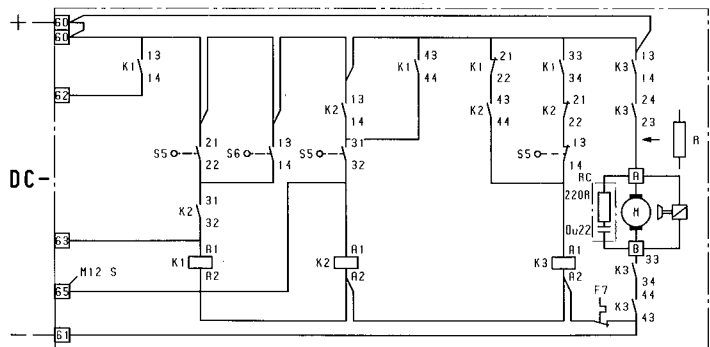 +
60
60
K1 13 14
62
43 44
K1
K1 21 22
K1 33 34
K3 13 14
K2 13 14
K2 43 44
K2 21 22
K3 24 23
R
S5 21 22
S6 13 14
S5 31 32
S5 13 14
DC-
RC
220R
0u22
A
M
B
K2 31 32
63
K1 A1 A2
K2 A1 A2
K3 A1 A2
33
K3 34
M12 S
65
F7
44
K3 43
- 61